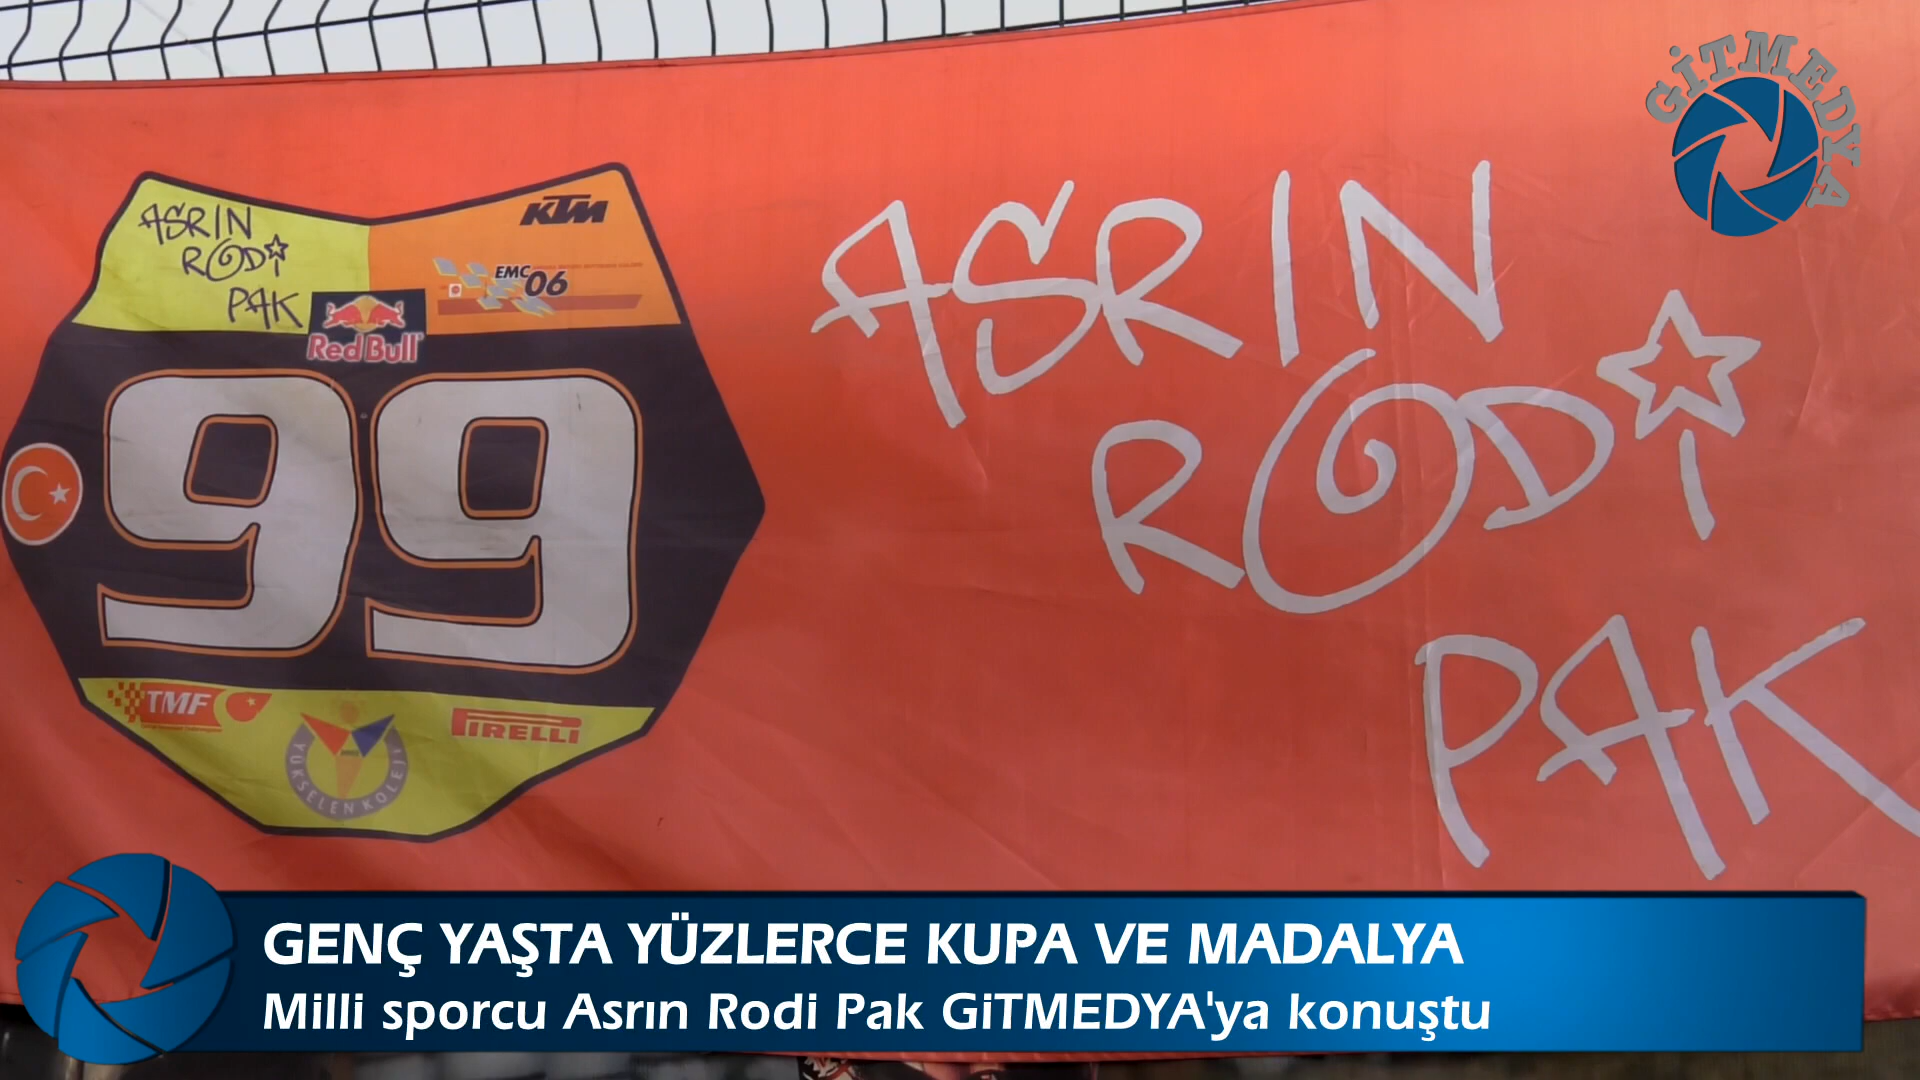 GİTMEDYA
ASRIN
RODİ
PAK
KTM
EMC 06
Red Bull
99
TMF
YÜKSELEN KOLEJİ
PIRELLI
ASRIN
RODİ
PAK
GENÇ YAŞTA YÜZLERCE KUPA VE MADALYA
Milli sporcu Asrın Rodi Pak GiTMEDYA'ya konuştu